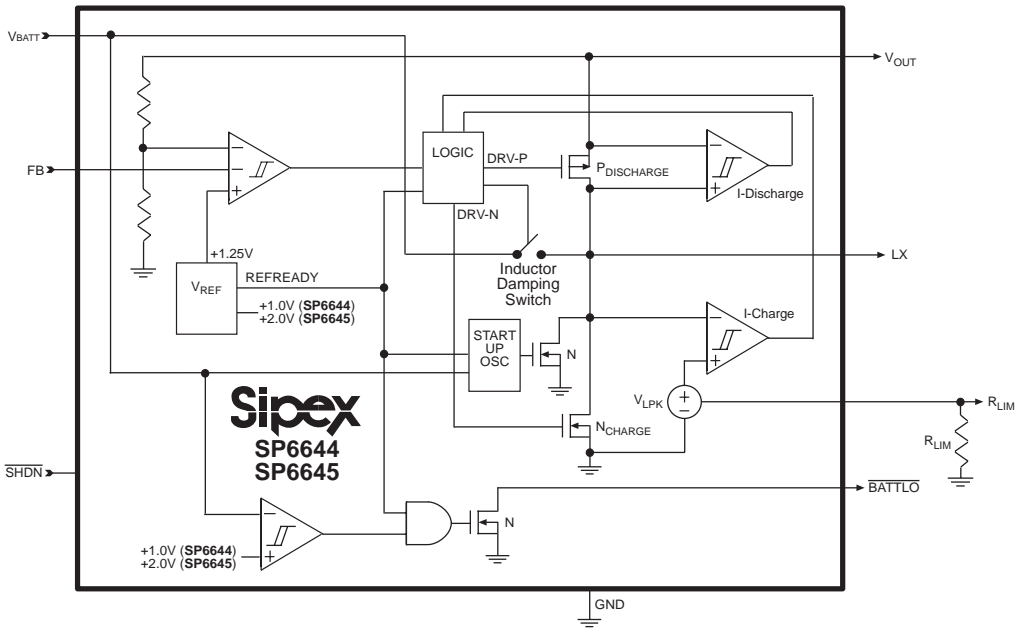 VBATT
VOUT
LOGIC
DRV-P
PDISCHARGE
I-Discharge
FB
DRV-N
+1.25V
LX
VREF
REFREADY
Inductor
Damping
Switch
+1.0V (SP6644)
+2.0V (SP6645)
I-Charge
START
UP
OSC
N
VLPK
RLIM
Sipex
NCHARGE
RLIM
SP6644
SP6645
SHDN
BATTLO
N
+1.0V (SP6644)
+2.0V (SP6645)
GND